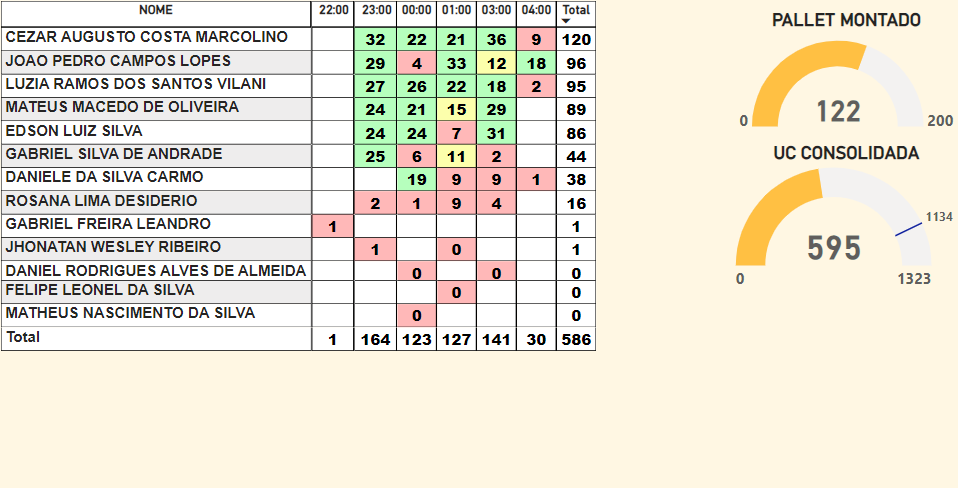 NOME 22:00 23:00 00:00 01:00 03:00 04:00 Total
CEZAR AUGUSTO COSTA MARCOLINO 32 22 21 36 9 120
JOAO PEDRO CAMPOS LOPES 29 4 33 12 18 96
LUZIA RAMOS DOS SANTOS VILANI 27 26 22 18 2 95
MATEUS MACEDO DE OLIVEIRA 24 21 15 29 89
EDSON LUIZ SILVA 24 24 7 31 86
GABRIEL SILVA DE ANDRADE 25 6 11 2 44
DANIELE DA SILVA CARMO 19 9 9 1 38
ROSANA LIMA DESIDERIO 2 1 9 4 16
GABRIEL FREIRA LEANDRO 1 1
JHONATAN WESLEY RIBEIRO 1 0 1
DANIEL RODRIGUES ALVES DE ALMEIDA 0 0 0
FELIPE LEONEL DA SILVA 0 0
MATHEUS NASCIMENTO DA SILVA 0 0
Total 1 164 123 127 141 30 586
PALLET MONTADO
122
0 200
UC CONSOLIDADA
1134
595
0 1323